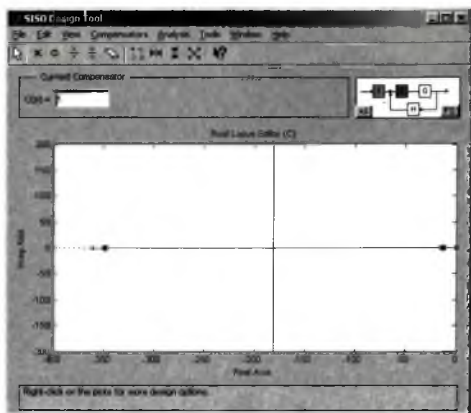 SISO Design Tool
File Edit View Compensators Analysis Tools Window Help
Current Compensator
C(s) =
Root Locus Editor (C)
200
150
100
50
0
-50
-100
-150
-300 -200 -150 -100 -50 0
Real Axis
Imag Axis
Right-click on the plots for more design options.